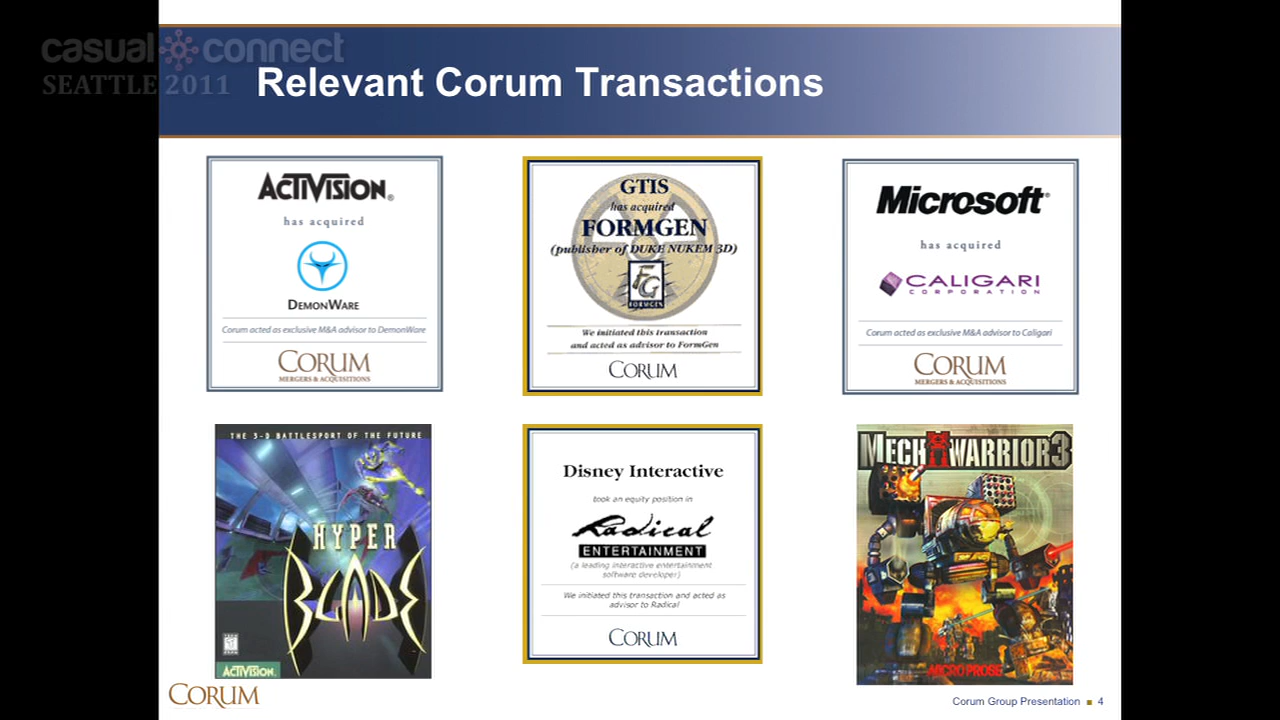 casual connect
SEATTLE 2011
Relevant Corum Transactions
ACTIVISION®
has acquired
DEMONWARE
Corum acted as exclusive M&A advisor to DemonWare
CORUM
MERGERS & ACQUISITIONS
GTIS
has acquired
FORMGEN
(publisher of DUKE NUKEM 3D)
FG
FORMGEN
We initiated this transaction
and acted as advisor to FormGen
CORUM
Microsoft®
has acquired
CALIGARI
CORPORATION
Corum acted as exclusive M&A advisor to Caligari
CORUM
MERGERS & ACQUISITIONS
THE 3-D BATTLESPORT OF THE FUTURE
HYPER
BLADE
ACTIVISION
Disney Interactive
took an equity position in
Radical
ENTERTAINMENT
(a leading interactive entertainment
software developer)
We initiated this transaction and acted as
advisor to Radical
CORUM
MECHWARRIOR 3
MICROPROSE
CORUM
Corum Group Presentation ■ 4